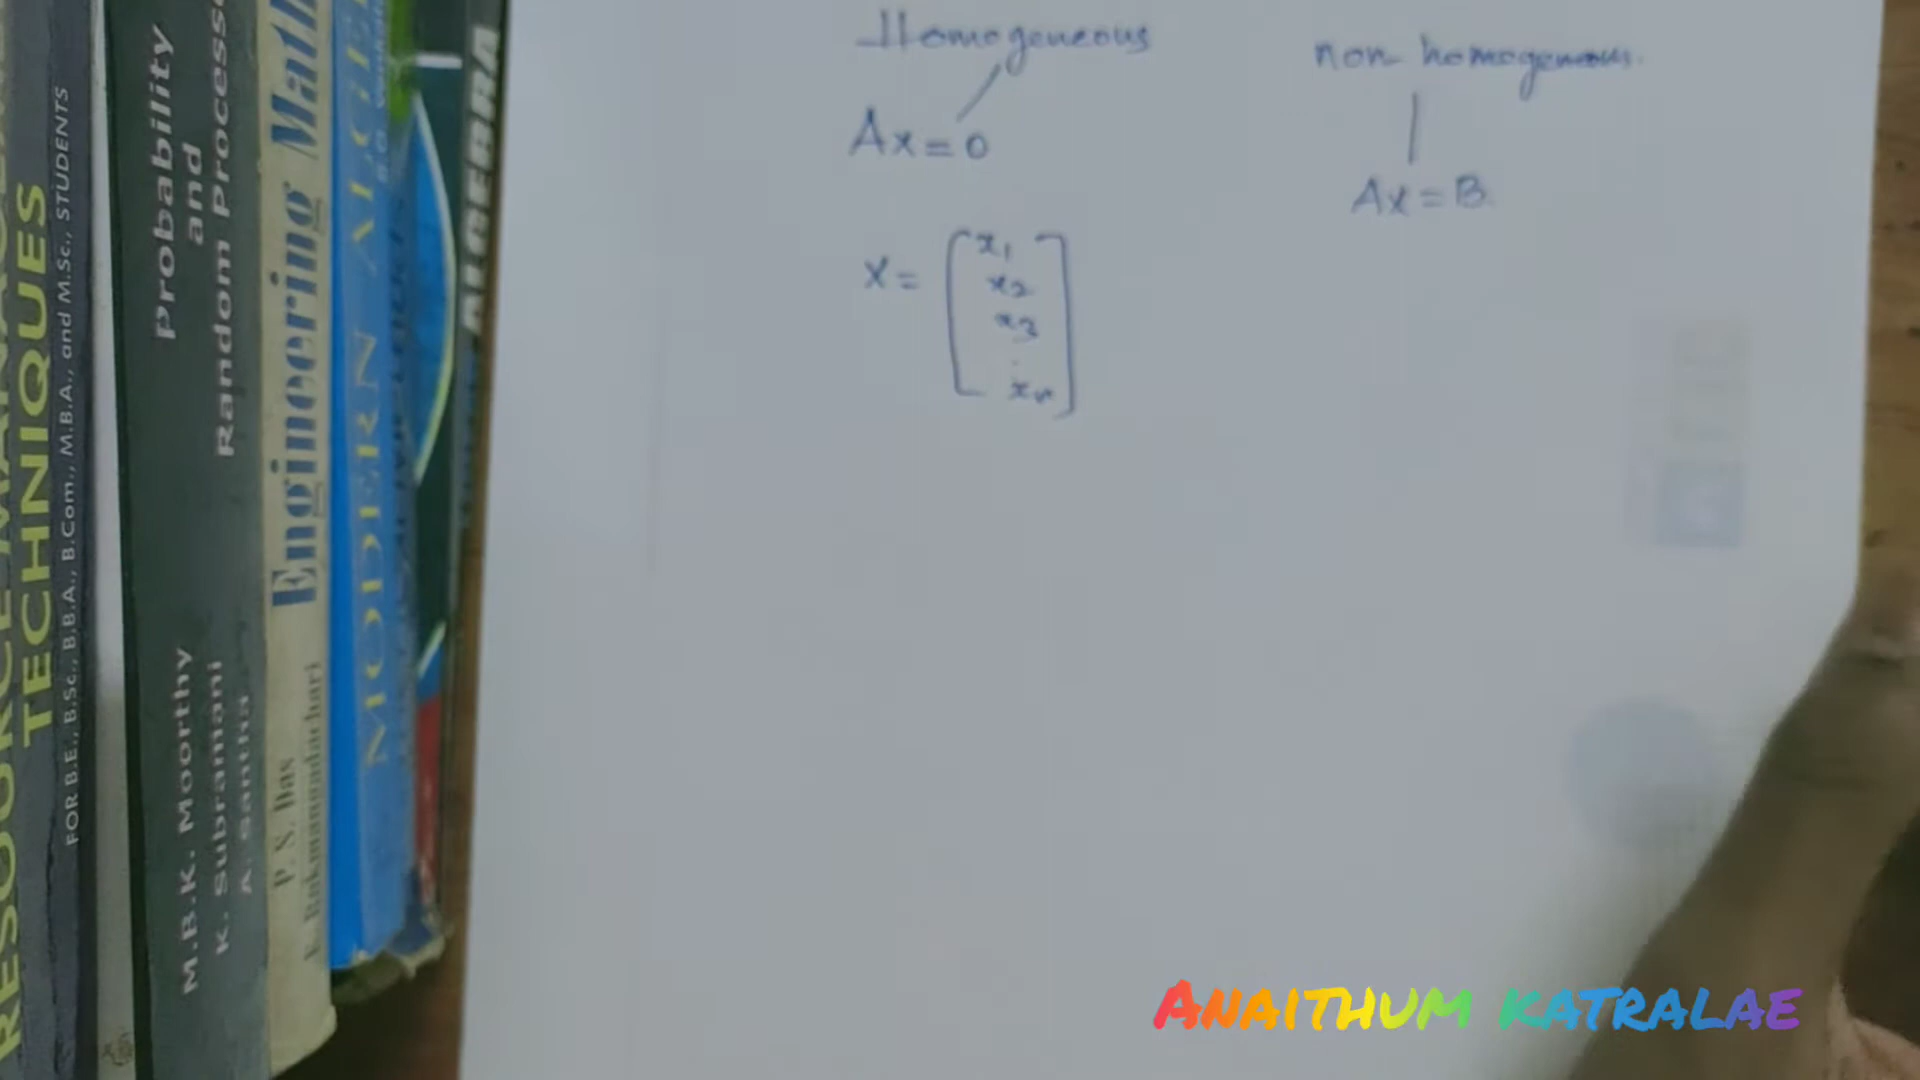 TECHNIQUES
FOR B.E., B.Sc., B.B.A., B.Com., M.B.A., and M.Sc., STUDENTS
Probability
and
Random Processes
M.B.K. Moorthy
K. Subramani
A. Santha
Engineering Math
P. S. Das
MODERN
ALGEBRA
Homogeneous
non homogeneous.
Ax = 0
Ax = B
X =
x1
x2
x3
.
xn
ANAITHUM KATRALAE